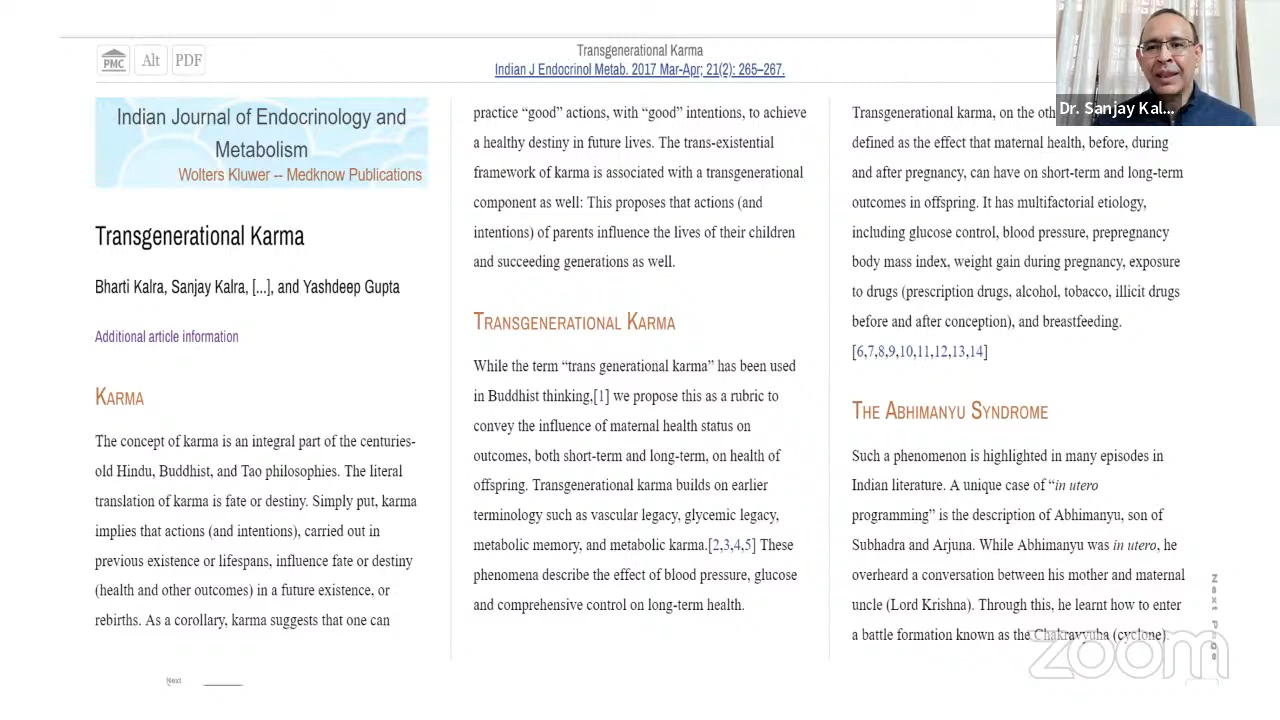 PMC
Alt
PDF
Transgenerational Karma
Indian J Endocrinol Metab. 2017 Mar-Apr; 21(2): 265–267.
Dr. Sanjay Kal...
Indian Journal of Endocrinology and
Metabolism
Wolters Kluwer -- Medknow Publications
Transgenerational Karma
Bharti Kalra, Sanjay Kalra, [...], and Yashdeep Gupta
Additional article information
KARMA
The concept of karma is an integral part of the centuries-
old Hindu, Buddhist, and Tao philosophies. The literal
translation of karma is fate or destiny. Simply put, karma
implies that actions (and intentions), carried out in
previous existence or lifespans, influence fate or destiny
(health and other outcomes) in a future existence, or
rebirths. As a corollary, karma suggests that one can
practice “good” actions, with “good” intentions, to achieve
a healthy destiny in future lives. The trans-existential
framework of karma is associated with a transgenerational
component as well: This proposes that actions (and
intentions) of parents influence the lives of their children
and succeeding generations as well.
TRANSGENERATIONAL KARMA
While the term “trans generational karma” has been used
in Buddhist thinking,[1] we propose this as a rubric to
convey the influence of maternal health status on
outcomes, both short-term and long-term, on health of
offspring. Transgenerational karma builds on earlier
terminology such as vascular legacy, glycemic legacy,
metabolic memory, and metabolic karma.[2,3,4,5] These
phenomena describe the effect of blood pressure, glucose
and comprehensive control on long-term health.
Transgenerational karma, on the
defined as the effect that maternal health, before, during
and after pregnancy, can have on short-term and long-term
outcomes in offspring. It has multifactorial etiology,
including glucose control, blood pressure, prepregnancy
body mass index, weight gain during pregnancy, exposure
to drugs (prescription drugs, alcohol, tobacco, illicit drugs
before and after conception), and breastfeeding.
[6,7,8,9,10,11,12,13,14]
THE ABHIMANYU SYNDROME
Such a phenomenon is highlighted in many episodes in
Indian literature. A unique case of “in utero
programming” is the description of Abhimanyu, son of
Subhadra and Arjuna. While Abhimanyu was in utero, he
overheard a conversation between his mother and maternal
uncle (Lord Krishna). Through this, he learnt how to enter
a battle formation known as the Chakravyuha (cyclone).
Next Page
zoom
Next